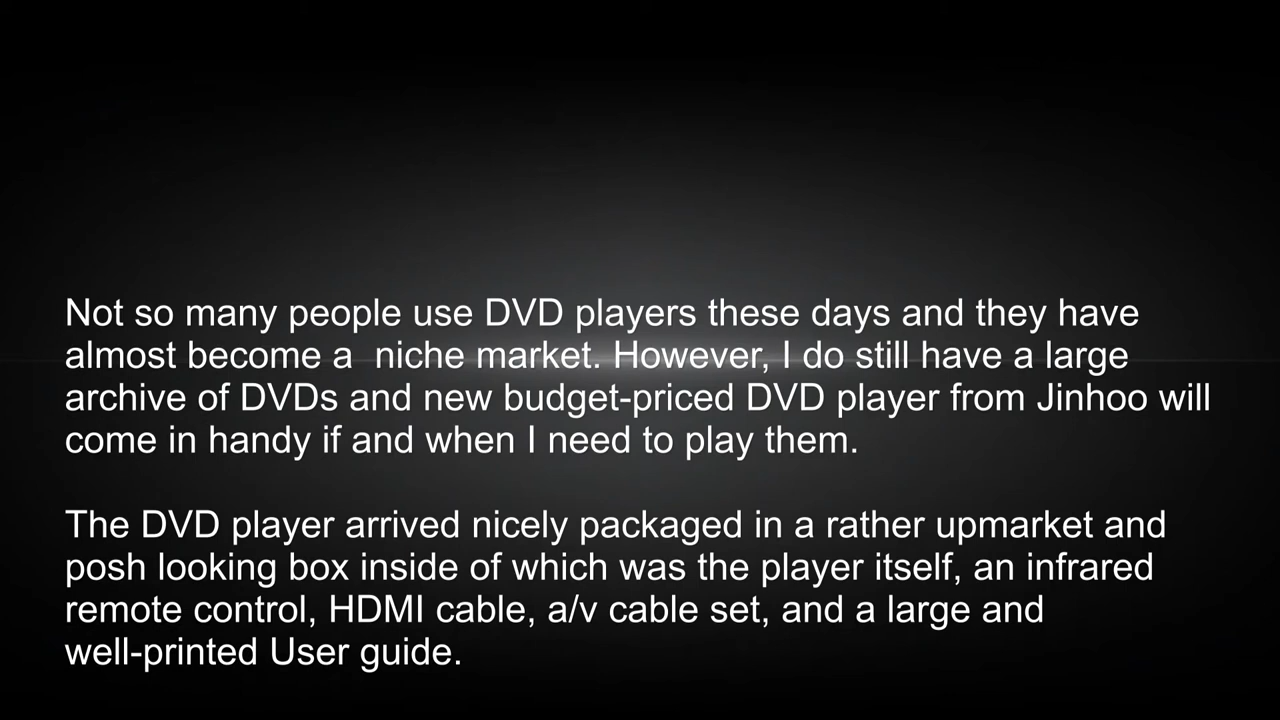 Not so many people use DVD players these days and they have
almost become a  niche market. However, I do still have a large
archive of DVDs and new budget-priced DVD player from Jinhoo will
come in handy if and when I need to play them.
The DVD player arrived nicely packaged in a rather upmarket and
posh looking box inside of which was the player itself, an infrared
remote control, HDMI cable, a/v cable set, and a large and
well-printed User guide.